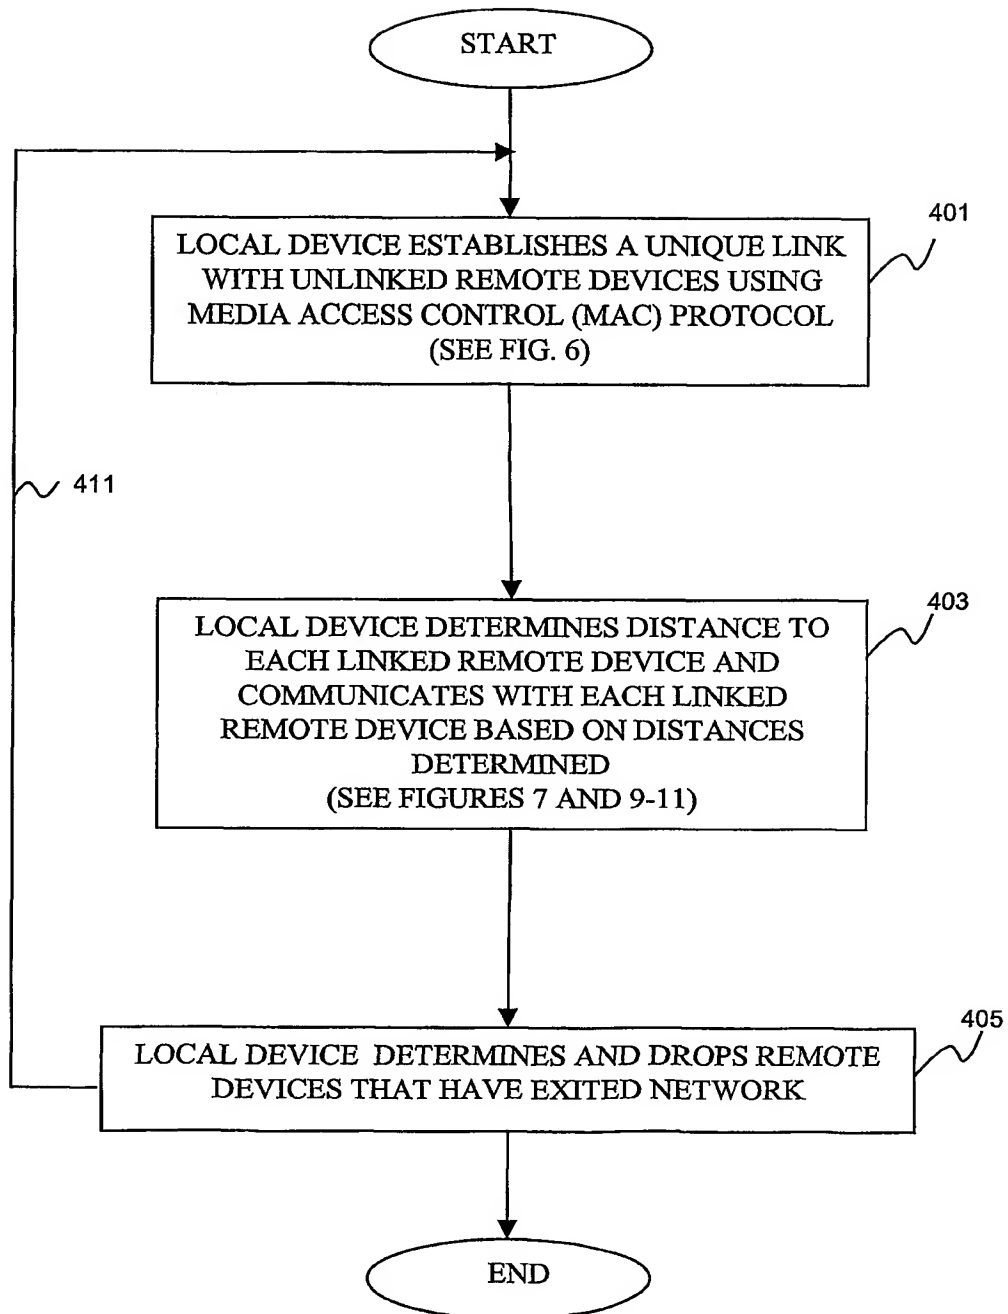 START
401
LOCAL DEVICE ESTABLISHES A UNIQUE LINK
WITH UNLINKED REMOTE DEVICES USING
MEDIA ACCESS CONTROL (MAC) PROTOCOL
(SEE FIG. 6)
411
403
LOCAL DEVICE DETERMINES DISTANCE TO
EACH LINKED REMOTE DEVICE AND
COMMUNICATES WITH EACH LINKED
REMOTE DEVICE BASED ON DISTANCES
DETERMINED
(SEE FIGURES 7 AND 9-11)
405
LOCAL DEVICE DETERMINES AND DROPS REMOTE
DEVICES THAT HAVE EXITED NETWORK
END